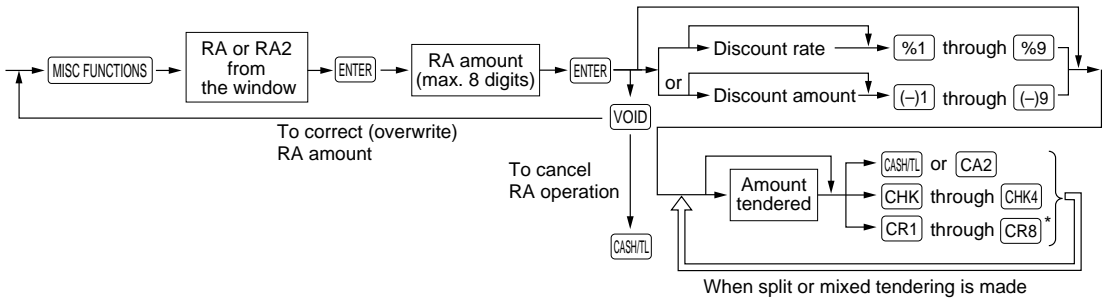 MISC FUNCTIONS
RA or RA2
from
the window
ENTER
RA amount
(max. 8 digits)
ENTER
Discount rate
%1 through %9
or
Discount amount
(–)1 through (–)9
VOID
To correct (overwrite)
RA amount
To cancel
RA operation
CASH/TL
Amount
tendered
CASH/TL or CA2
CHK through CHK4
CR1 through CR8 *
When split or mixed tendering is made